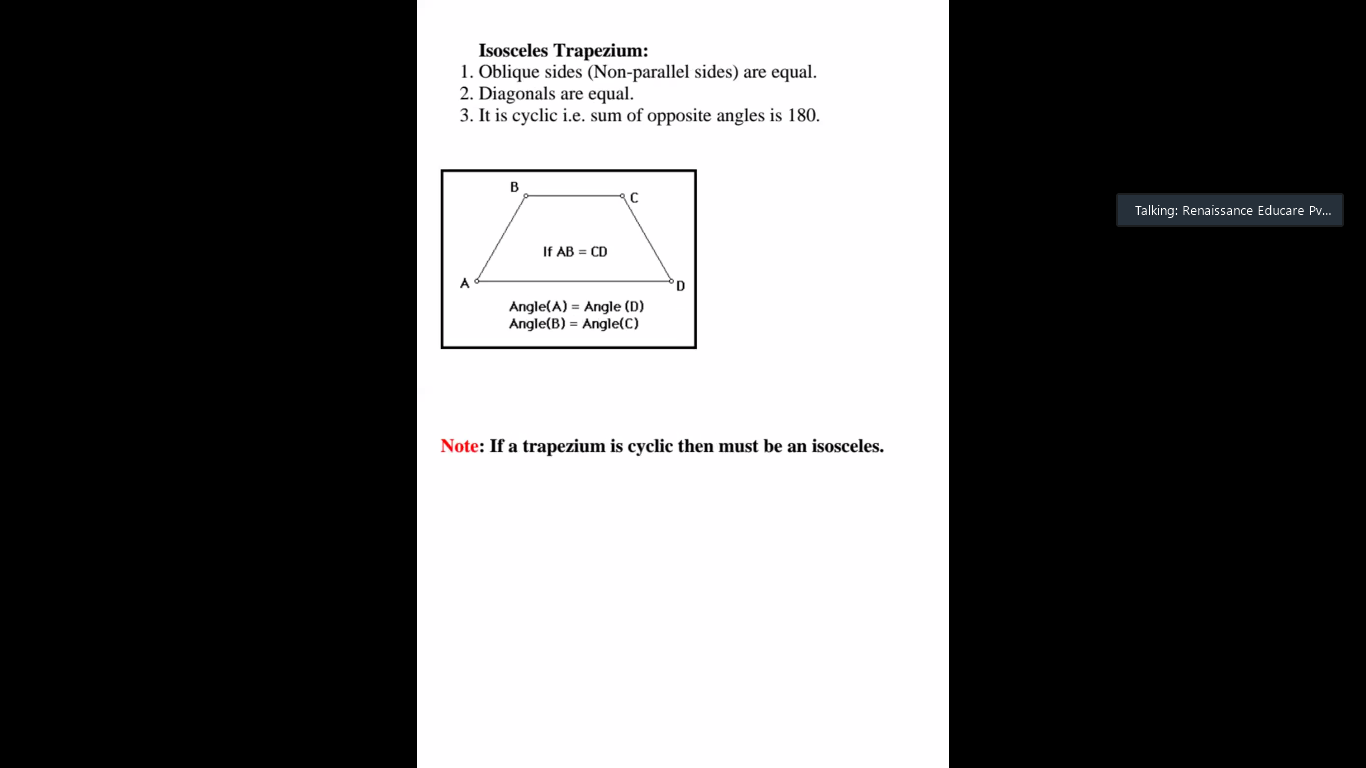 Isosceles Trapezium:
1. Oblique sides (Non-parallel sides) are equal.
2. Diagonals are equal.
3. It is cyclic i.e. sum of opposite angles is 180.
B
C
If AB = CD
A
D
Angle(A) = Angle (D)
Angle(B) = Angle(C)
Note: If a trapezium is cyclic then must be an isosceles.
Talking: Renaissance Educare Pv...